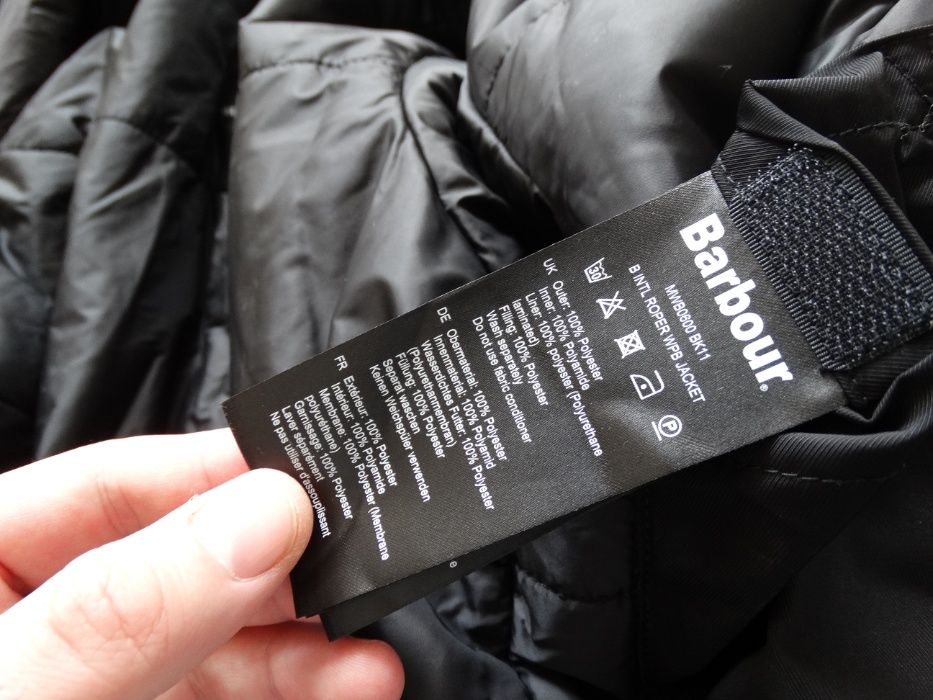 Barbour®
MWB0600 BK11
B INTL ROPER WPB JACKET
30
P
UK Outer: 100% Polyester
Inner: 100% Polyamide
Liner: 100% polyester (Polyurethane
laminated)
Filling: 100% Polyester
Wash separately
Do not use fabric conditioner
DE Obermaterial: 100% Polyester
Innenmaterial: 100% Polyamid
Wasserdichtes Futter: 100% Polyester
(Polyurethanmembran)
Füllung: 100% Polyester
Separat waschen
Keinen Weichspüler verwenden
FR Extérieur: 100% Polyester
Intérieur: 100% Polyamide
Membrane: 100% Polyester (Membrane
polyuréthane)
Garnissage: 100% Polyester
Laver séparément
Ne pas utiliser d'assouplissant
e